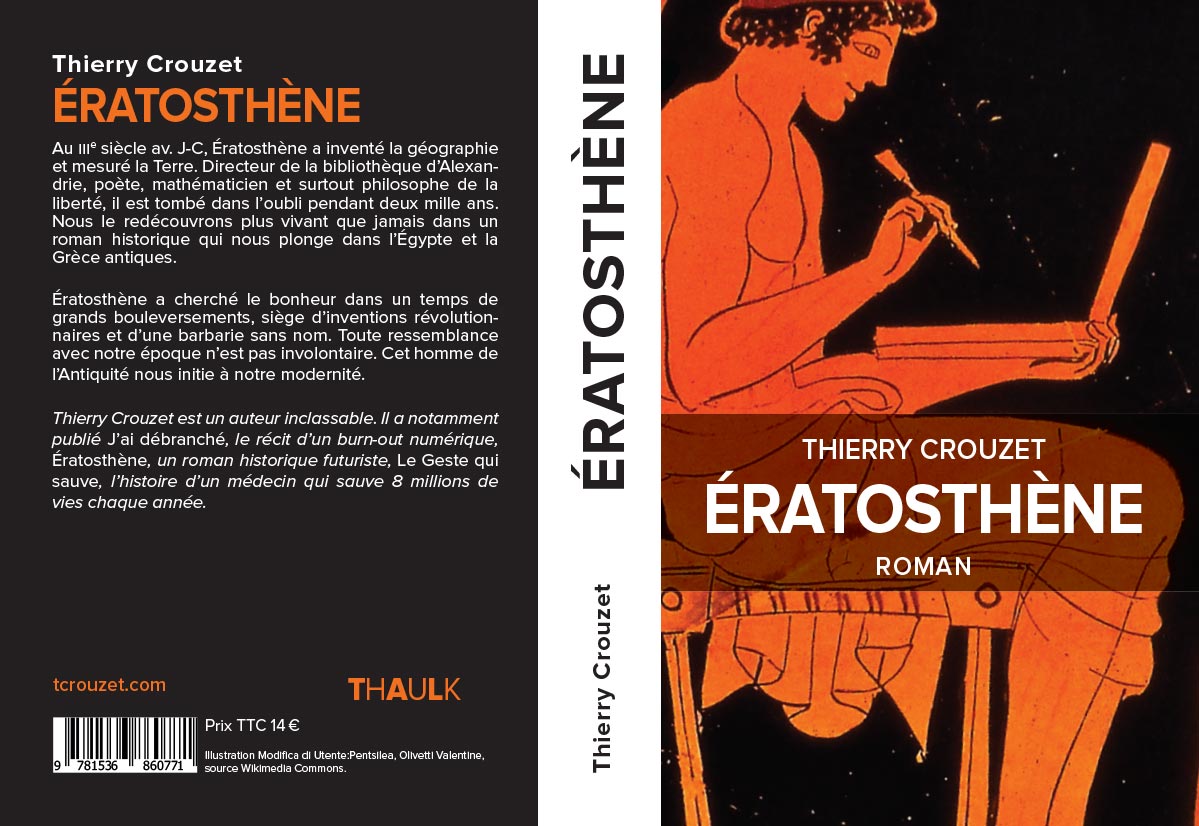 Thierry Crouzet
ÉRATOSTHÈNE
Au IIIe siècle av. J-C, Ératosthène a inventé la géographie
et mesuré la Terre. Directeur de la bibliothèque d’Alexan-
drie, poète, mathématicien et surtout philosophe de la
liberté, il est tombé dans l’oubli pendant deux mille ans.
Nous le redécouvrons plus vivant que jamais dans un
roman historique qui nous plonge dans l’Égypte et la
Grèce antiques.
Ératosthène a cherché le bonheur dans un temps de
grands bouleversements, siège d’inventions révolution-
naires et d’une barbarie sans nom. Toute ressemblance
avec notre époque n’est pas involontaire. Cet homme de
l’Antiquité nous initie à notre modernité.
Thierry Crouzet est un auteur inclassable. Il a notamment
publié J’ai débranché, le récit d’un burn-out numérique,
Ératosthène, un roman historique futuriste, Le Geste qui
sauve, l’histoire d’un médecin qui sauve 8 millions de
vies chaque année.
tcrouzet.com
THAULK
Prix TTC 14 €
Illustration Modifica di Utente:Pentsilea, Olivetti Valentine,
source Wikimedia Commons.
9 781536 860771
ÉRATOSTHÈNE
Thierry Crouzet
THIERRY CROUZET
ÉRATOSTHÈNE
ROMAN